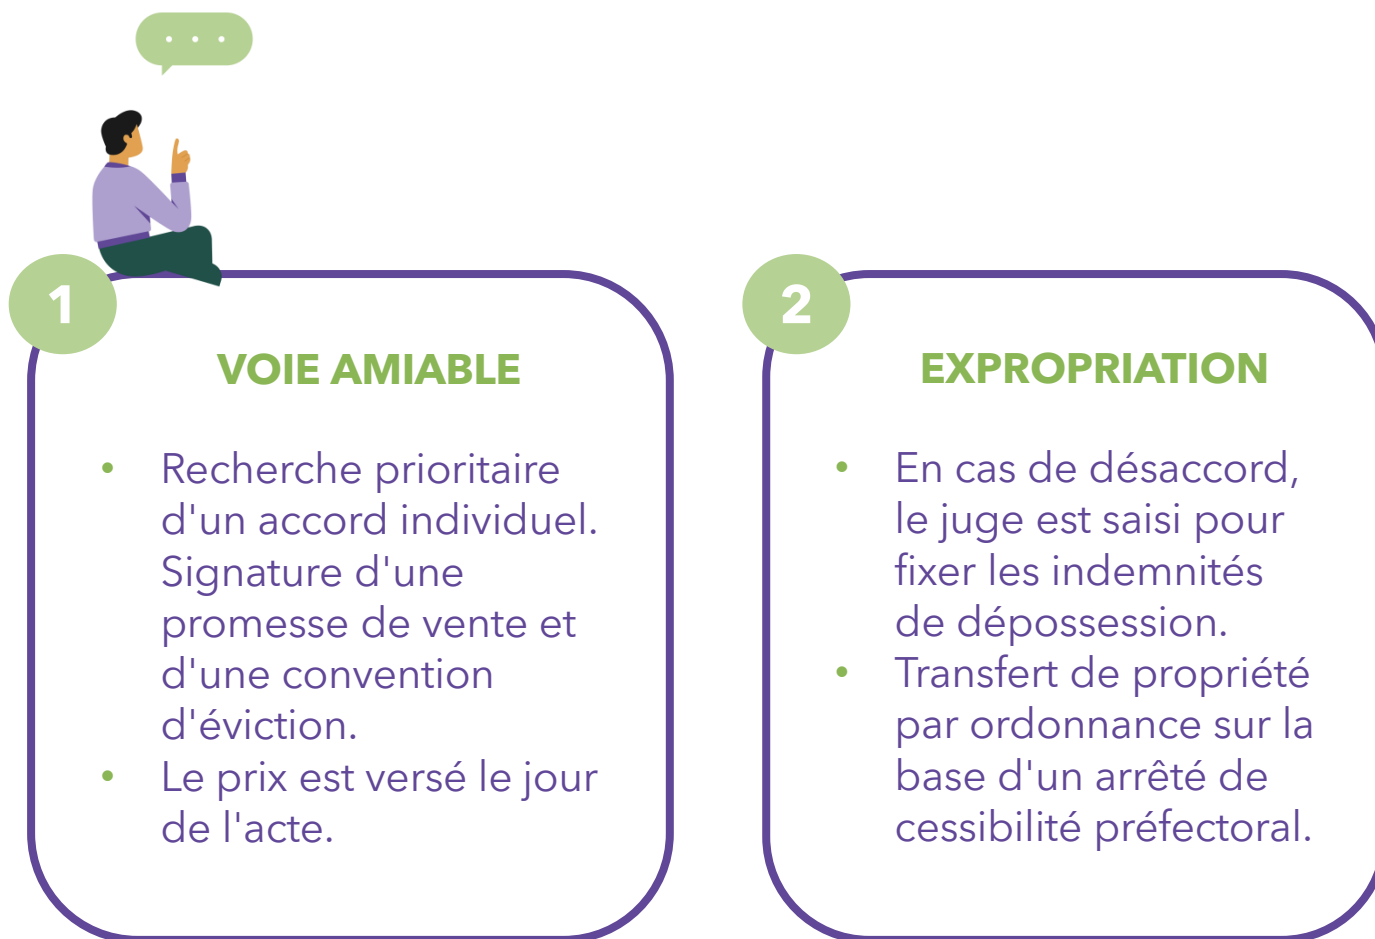 1
VOIE AMIABLE
• Recherche prioritaire
d'un accord individuel.
Signature d'une
promesse de vente et
d'une convention
d'éviction.
• Le prix est versé le jour
de l'acte.
2
EXPROPRIATION
• En cas de désaccord,
le juge est saisi pour
fixer les indemnités
de dépossession.
• Transfert de propriété
par ordonnance sur la
base d'un arrêté de
cessibilité préfectoral.